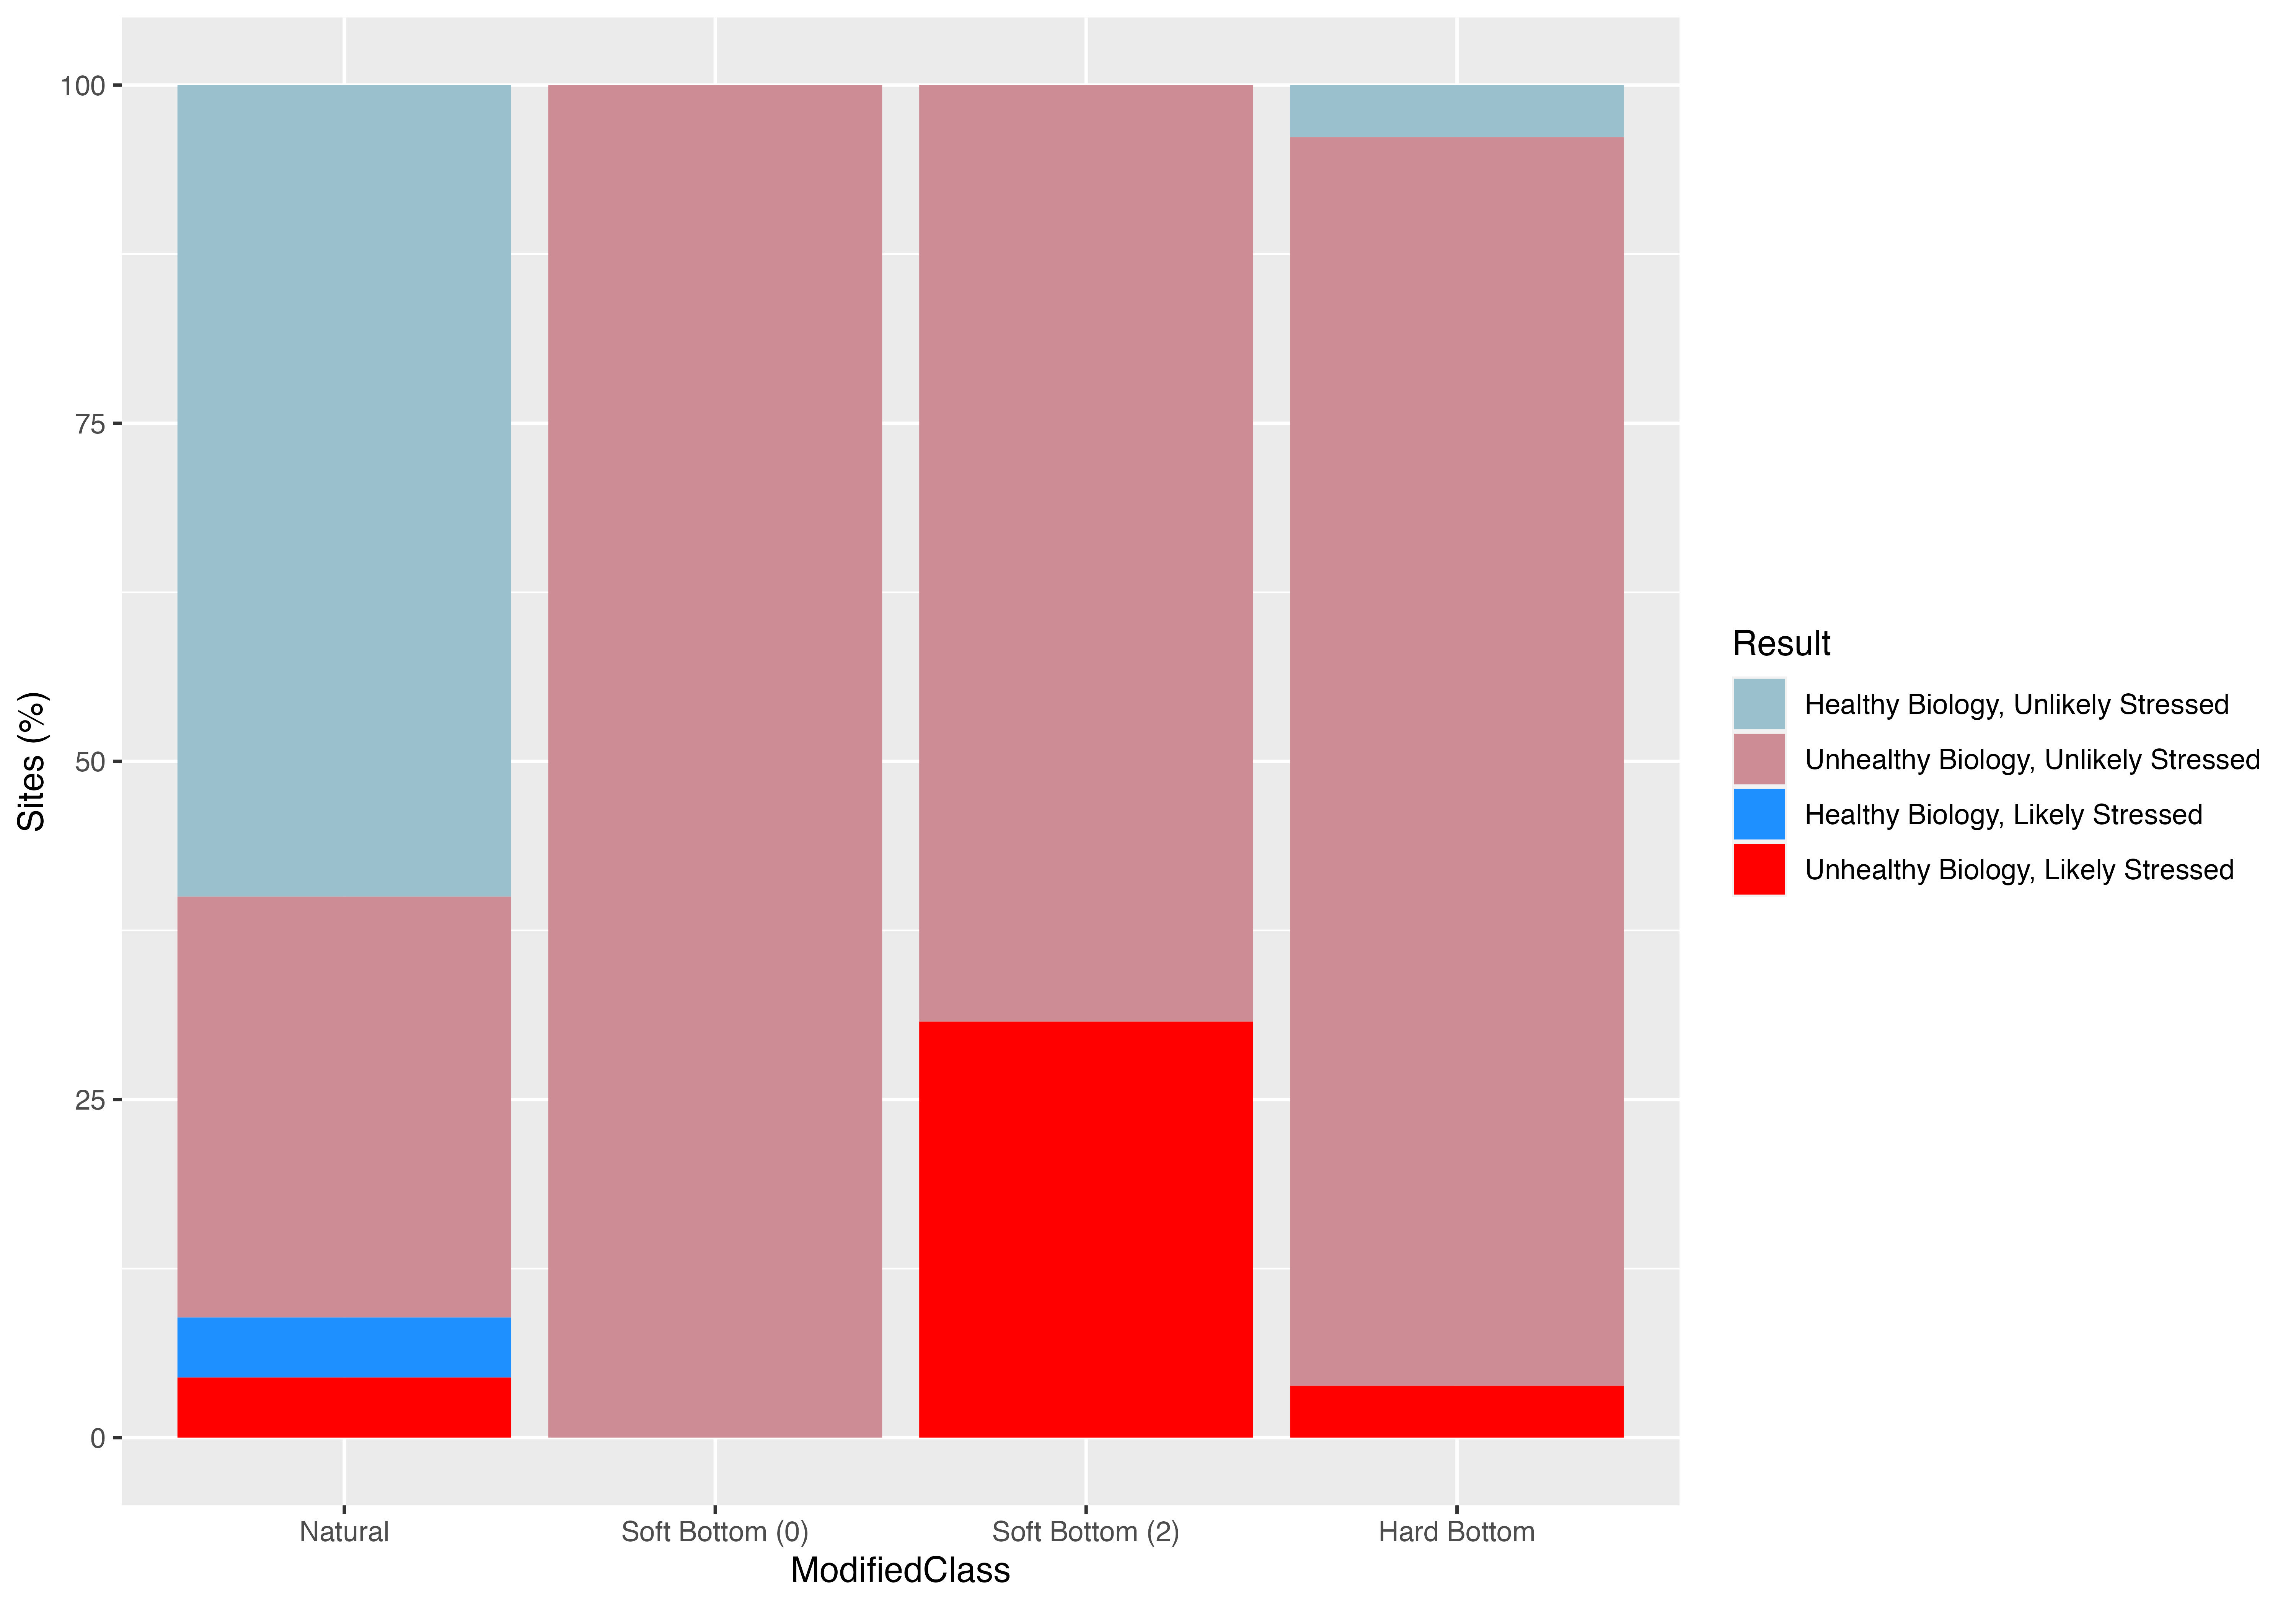 Sites (%)
100
75
50
25
0
Natural
Soft Bottom (0)
Soft Bottom (2)
Hard Bottom
ModifiedClass
Result
Healthy Biology, Unlikely Stressed
Unhealthy Biology, Unlikely Stressed
Healthy Biology, Likely Stressed
Unhealthy Biology, Likely Stressed